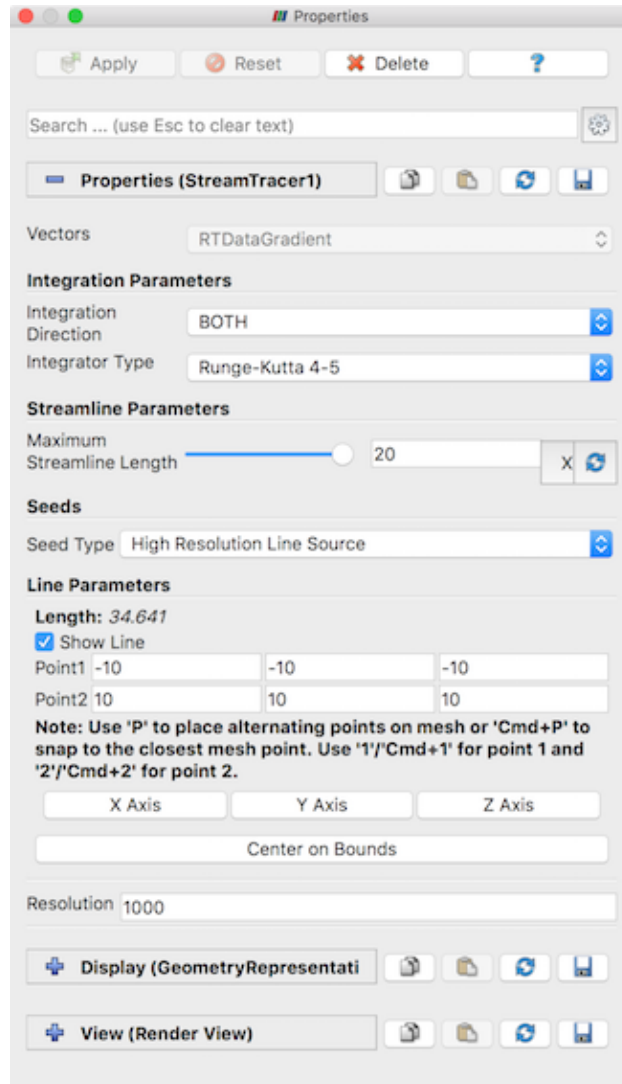 Properties
Apply Reset Delete ?
Search ... (use Esc to clear text)
Properties (StreamTracer1)
Vectors RTDataGradient
Integration Parameters
Integration
Direction BOTH
Integrator Type Runge-Kutta 4-5
Streamline Parameters
Maximum
Streamline Length 20 X
Seeds
Seed Type High Resolution Line Source
Line Parameters
Length: 34.641
Show Line
Point1 -10 -10 -10
Point2 10 10 10
Note: Use 'P' to place alternating points on mesh or 'Cmd+P' to
snap to the closest mesh point. Use '1'/'Cmd+1' for point 1 and
'2'/'Cmd+2' for point 2.
X Axis Y Axis Z Axis
Center on Bounds
Resolution 1000
Display (GeometryRepresentati
View (Render View)